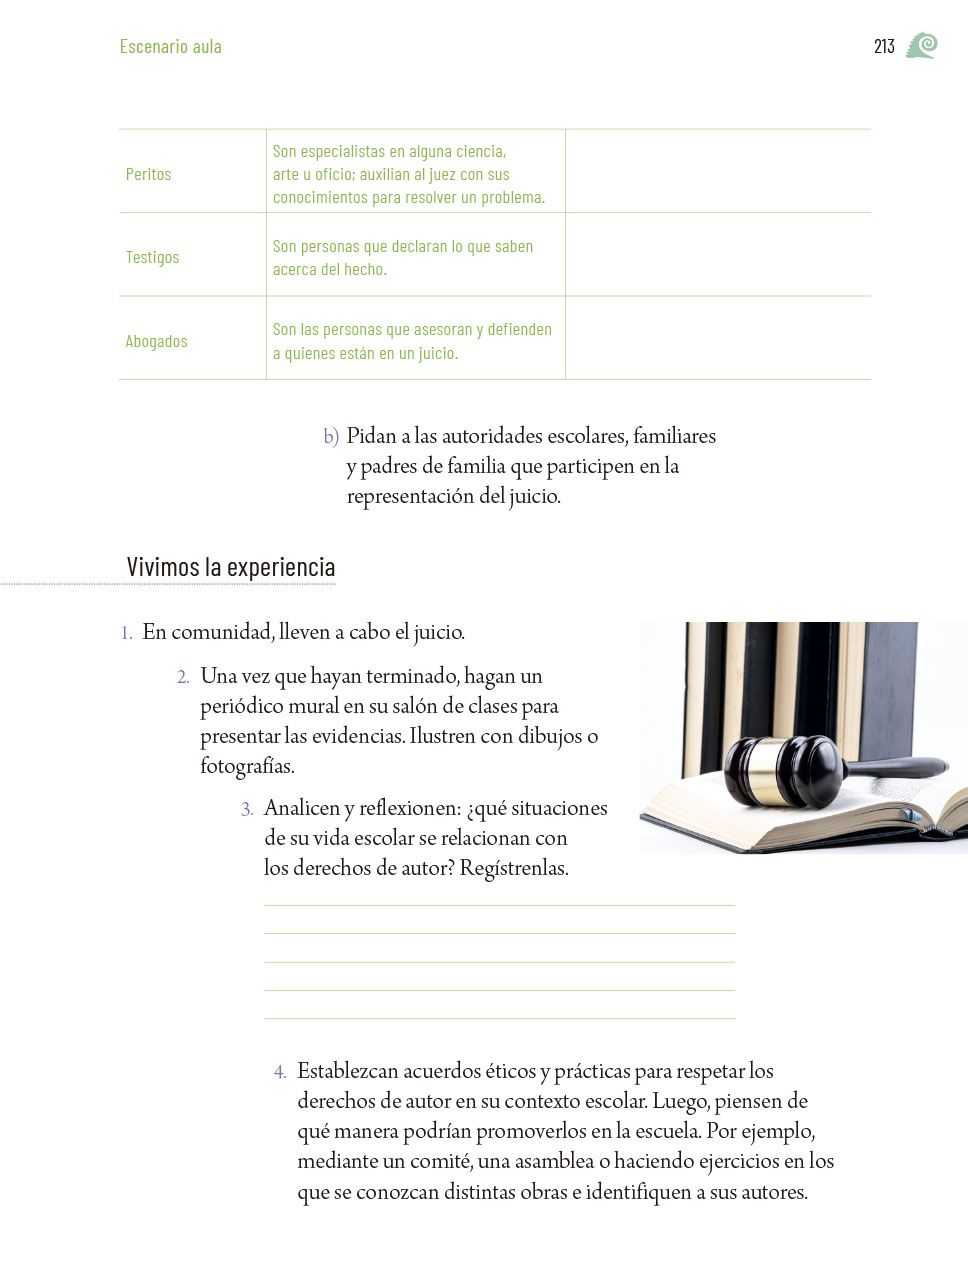 Escenario aula
213
Peritos
Son especialistas en alguna ciencia,
arte u oficio; auxilian al juez con sus
conocimientos para resolver un problema.
Testigos
Son personas que declaran lo que saben
acerca del hecho.
Abogados
Son las personas que asesoran y defienden
a quienes están en un juicio.
b) Pidan a las autoridades escolares, familiares
y padres de familia que participen en la
representación del juicio.
Vivimos la experiencia
1. En comunidad, lleven a cabo el juicio.
2. Una vez que hayan terminado, hagan un
periódico mural en su salón de clases para
presentar las evidencias. Ilustren con dibujos o
fotografías.
3. Analicen y reflexionen: ¿qué situaciones
de su vida escolar se relacionan con
los derechos de autor? Regístrenlas.
4. Establezcan acuerdos éticos y prácticas para respetar los
derechos de autor en su contexto escolar. Luego, piensen de
qué manera podrían promoverlos en la escuela. Por ejemplo,
mediante un comité, una asamblea o haciendo ejercicios en los
que se conozcan distintas obras e identifiquen a sus autores.